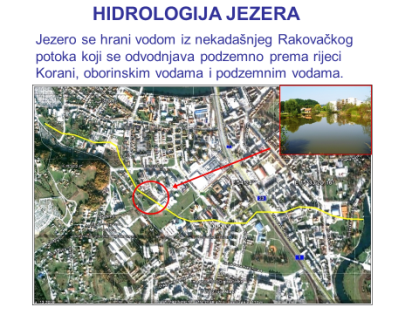 HIDROLOGIJA JEZERA
Jezero se hrani vodom iz nekadašnjeg Rakovačkog
potoka koji se odvodnjava podzemno prema rijeci
Korani, oborinskim vodama i podzemnim vodama.